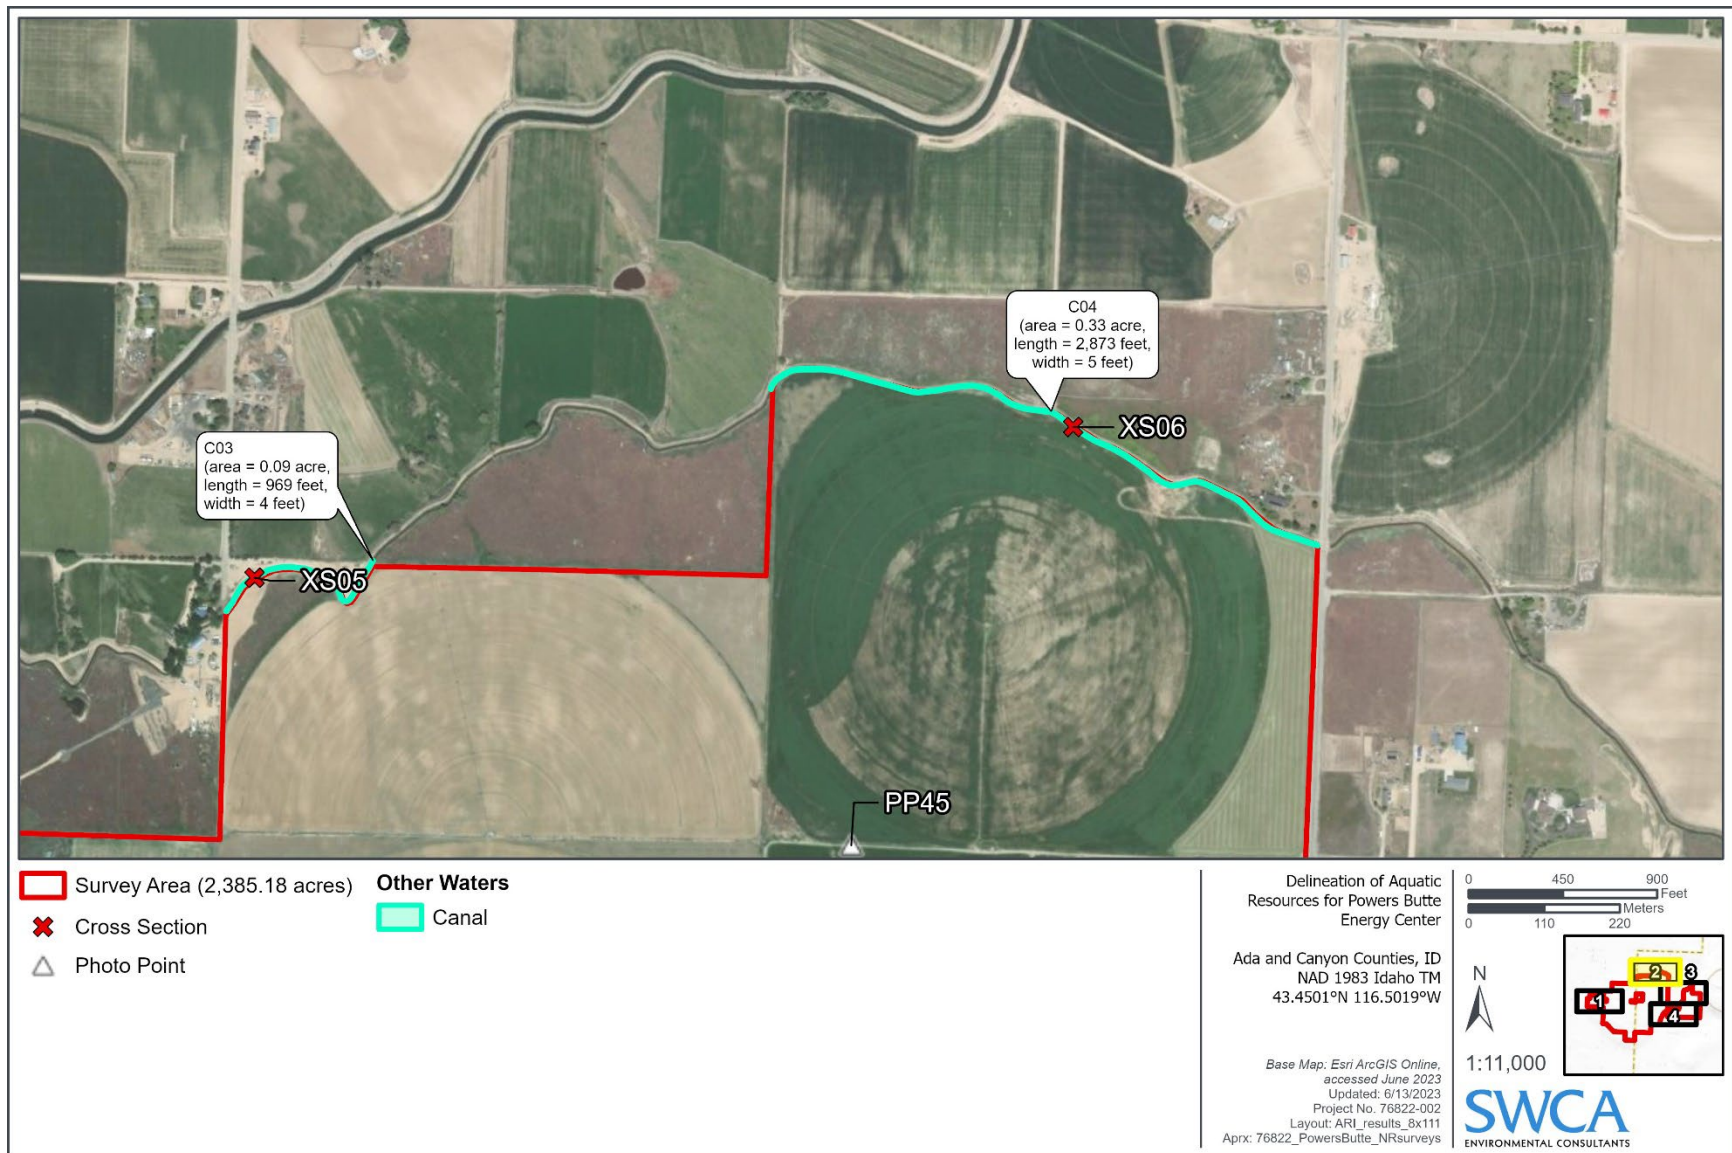 C04
(area = 0.33 acre,
length = 2,873 feet,
width = 5 feet)
XS06
C03
(area = 0.09 acre,
length = 969 feet,
width = 4 feet)
XS05
PP45
Survey Area (2,385.18 acres)
Cross Section
Photo Point
Other Waters
Canal
Delineation of Aquatic
Resources for Powers Butte
Energy Center
Ada and Canyon Counties, ID
NAD 1983 Idaho TM
43.4501°N 116.5019°W
Base Map: Esri ArcGIS Online,
accessed June 2023
Updated: 6/13/2023
Project No. 76822-002
Layout: ARI_results_8x111
Aprx: 76822_PowersButte_NRsurveys
0 450 900
Feet
Meters
0 110 220
N
1:11,000
1
2
3
4
SWCA
ENVIRONMENTAL CONSULTANTS